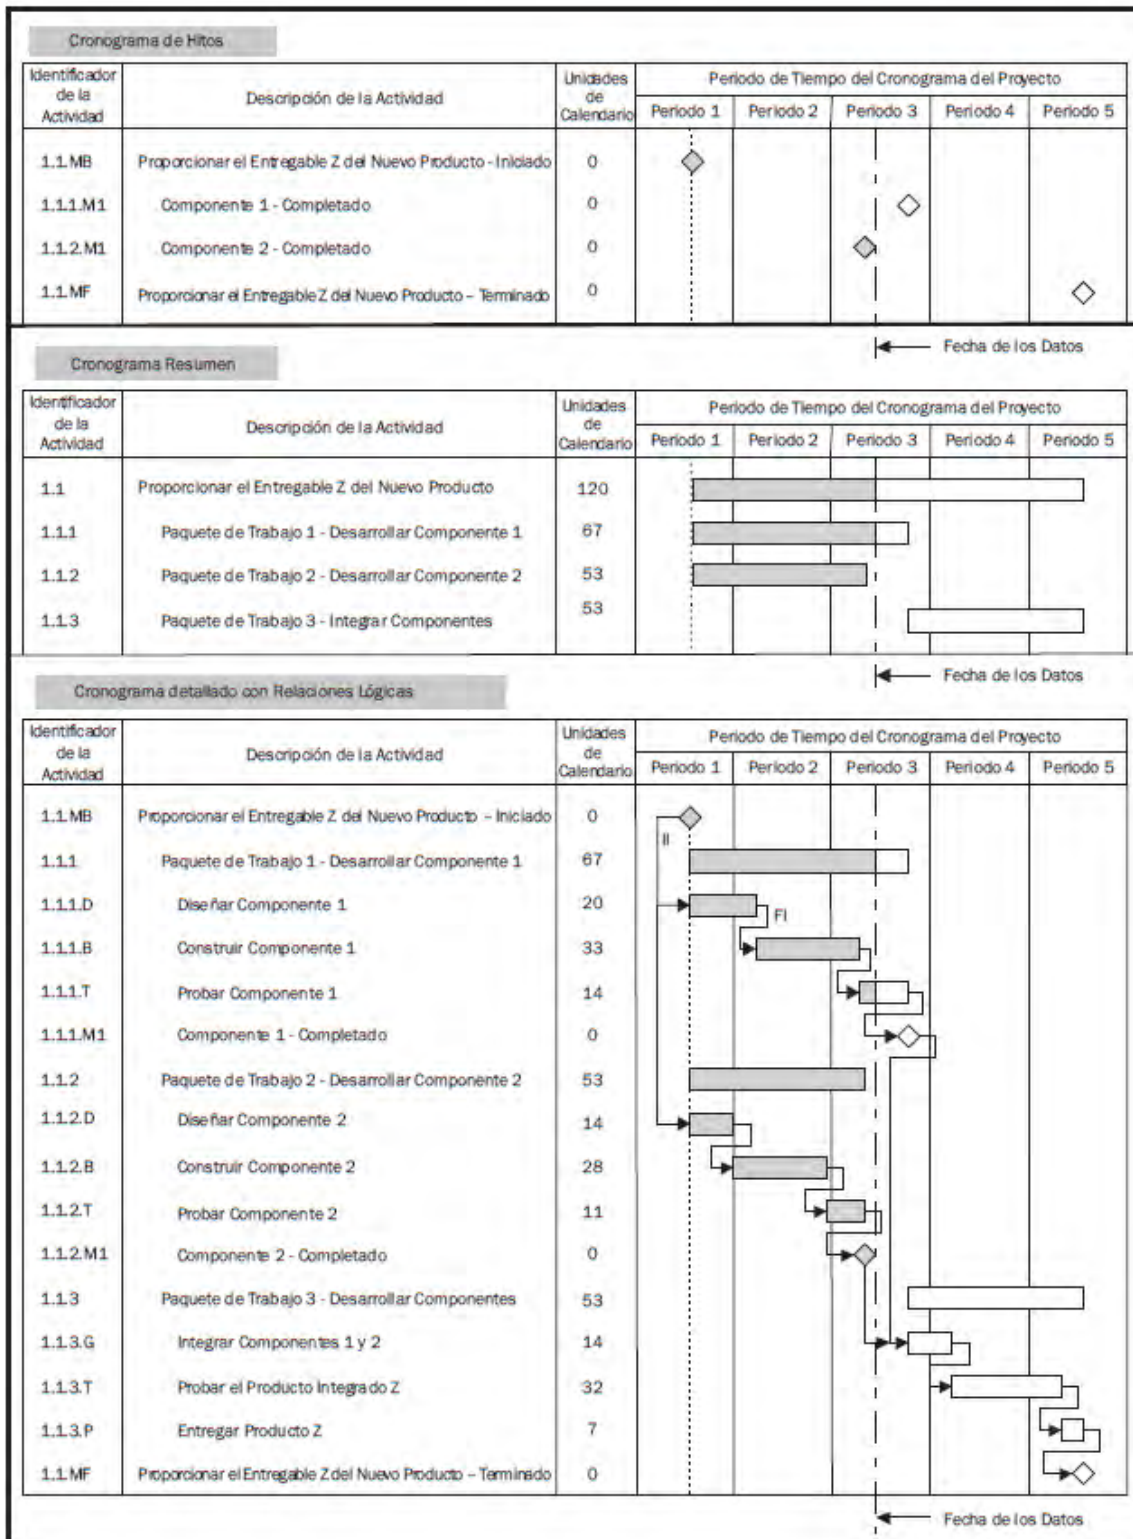 Cronograma de Hitos
Identificador de la Actividad
Descripción de la Actividad
Unidades de Calendario
Periodo de Tiempo del Cronograma del Proyecto
Periodo 1 Periodo 2 Periodo 3 Periodo 4 Periodo 5
1.1.MB Proporcionar el Entregable Z del Nuevo Producto - Iniciado 0
1.1.1.M1 Componente 1 - Completado 0
1.1.2.M1 Componente 2 - Completado 0
1.1.MF Proporcionar el Entregable Z del Nuevo Producto – Terminado 0
Fecha de los Datos
Cronograma Resumen
Identificador de la Actividad
Descripción de la Actividad
Unidades de Calendario
Periodo de Tiempo del Cronograma del Proyecto
Periodo 1 Periodo 2 Periodo 3 Periodo 4 Periodo 5
1.1 Proporcionar el Entregable Z del Nuevo Producto 120
1.1.1 Paquete de Trabajo 1 - Desarrollar Componente 1 67
1.1.2 Paquete de Trabajo 2 - Desarrollar Componente 2 53
1.1.3 Paquete de Trabajo 3 - Integrar Componentes 53
Fecha de los Datos
Cronograma detallado con Relaciones Lógicas
Identificador de la Actividad
Descripción de la Actividad
Unidades de Calendario
Periodo de Tiempo del Cronograma del Proyecto
Periodo 1 Periodo 2 Periodo 3 Periodo 4 Periodo 5
1.1.MB Proporcionar el Entregable Z del Nuevo Producto – Iniciado 0
II
1.1.1 Paquete de Trabajo 1 - Desarrollar Componente 1 67
1.1.1.D Diseñar Componente 1 20
FI
1.1.1.B Construir Componente 1 33
1.1.1.T Probar Componente 1 14
1.1.1.M1 Componente 1 - Completado 0
1.1.2 Paquete de Trabajo 2 - Desarrollar Componente 2 53
1.1.2.D Diseñar Componente 2 14
1.1.2.B Construir Componente 2 28
1.1.2.T Probar Componente 2 11
1.1.2.M1 Componente 2 - Completado 0
1.1.3 Paquete de Trabajo 3 - Desarrollar Componentes 53
1.1.3.G Integrar Componentes 1 y 2 14
1.1.3.T Probar el Producto Integrado Z 32
1.1.3.P Entregar Producto Z 7
1.1.MF Proporcionar el Entregable Z del Nuevo Producto – Terminado 0
Fecha de los Datos